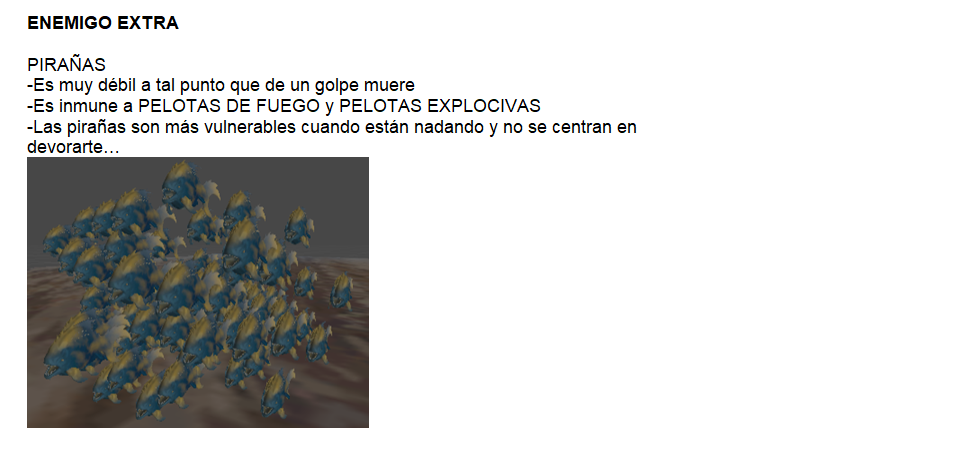 ENEMIGO EXTRA
PIRAÑAS
-Es muy débil a tal punto que de un golpe muere
-Es inmune a PELOTAS DE FUEGO y PELOTAS EXPLOCIVAS
-Las pirañas son más vulnerables cuando están nadando y no se centran en
devorarte…